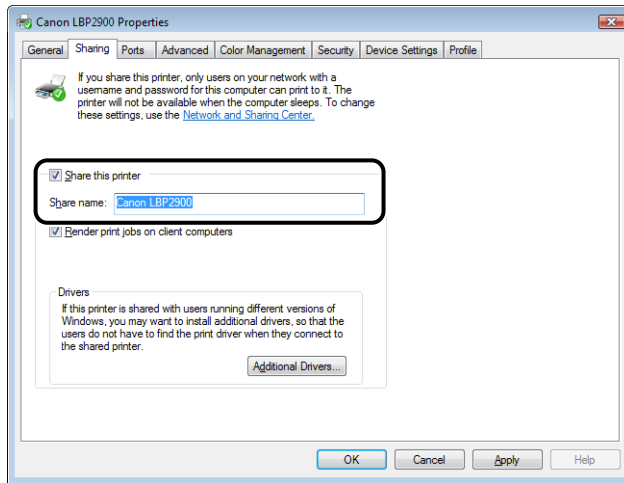 Canon LBP2900 Properties
General Sharing Ports Advanced Color Management Security Device Settings Profile
If you share this printer, only users on your network with a
username and password for this computer can print to it. The
printer will not be available when the computer sleeps. To change
these settings, use the Network and Sharing Center.
Share this printer
Share name: Canon LBP2900
Render print jobs on client computers
Drivers
If this printer is shared with users running different versions of
Windows, you may want to install additional drivers, so that the
users do not have to find the print driver when they connect to
the shared printer.
Additional Drivers...
OK Cancel Apply Help